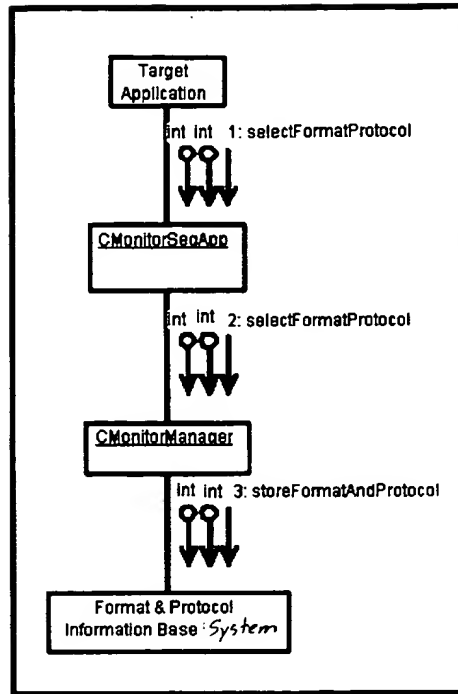 Target
Application
int int 1: selectFormatProtocol
CMonitorSeqApp
int int 2: selectFormatProtocol
CMonitorManager
int int 3: storeFormatAndProtocol
Format & Protocol
Information Base : System